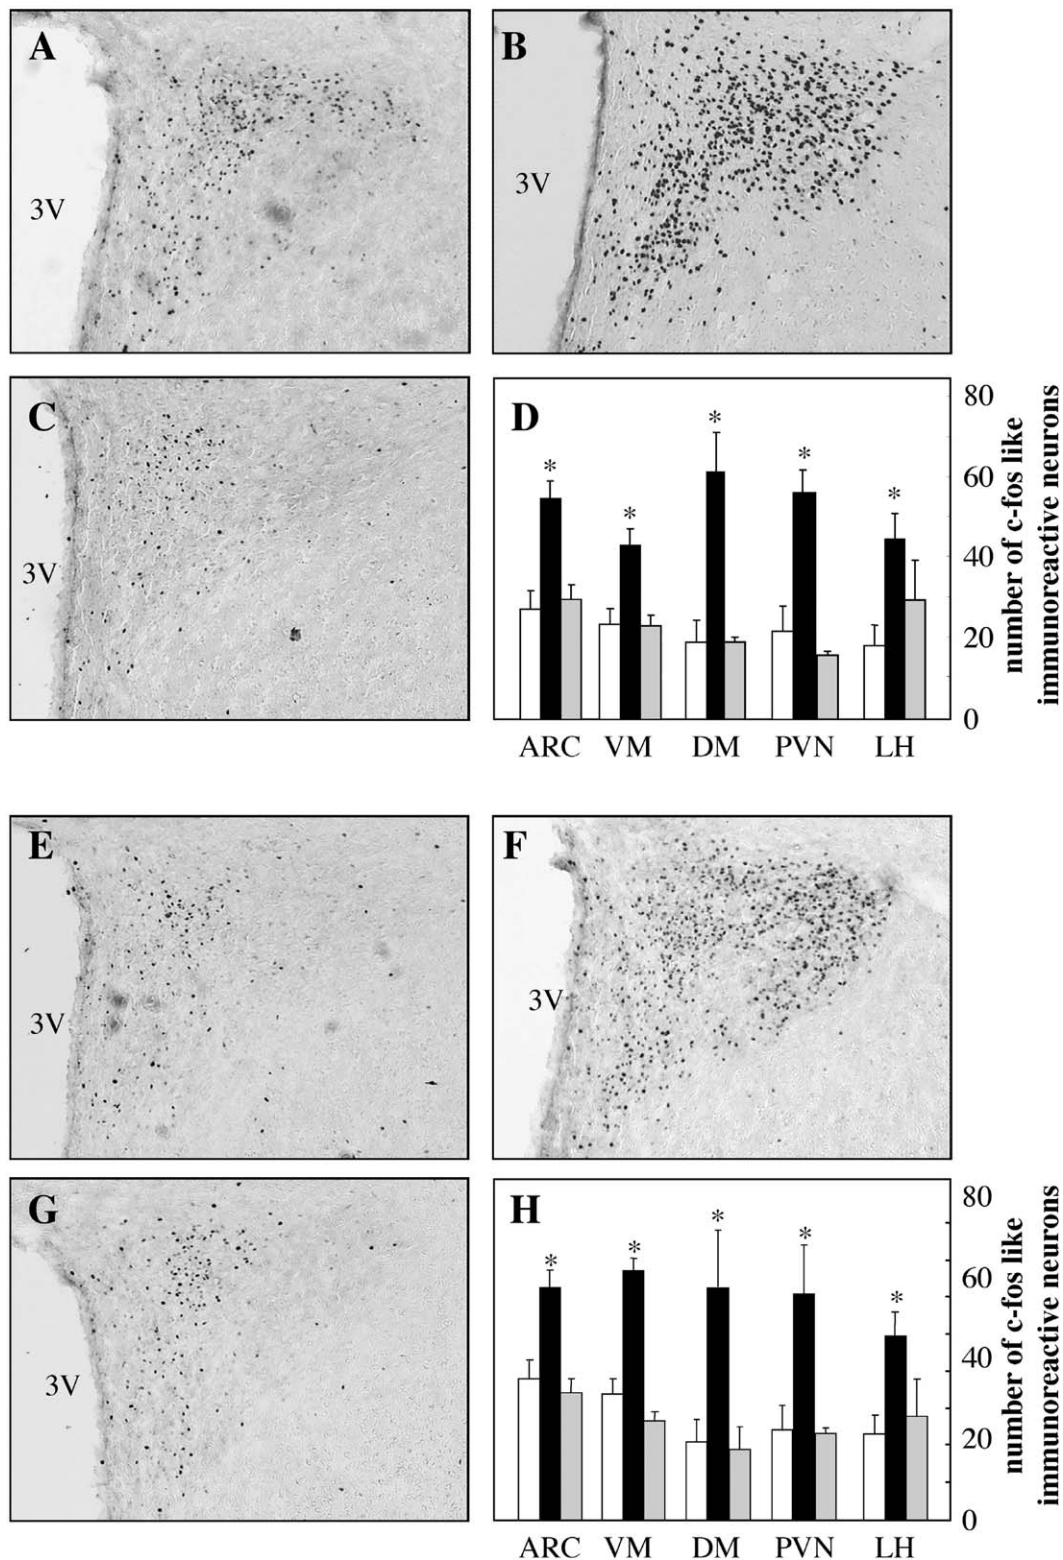 A
3V
B
3V
C
3V
D
* * * * *
80
60
40
20
0
number of c-fos like
immunoreactive neurons
ARC VM DM PVN LH
E
3V
F
3V
G
3V
H
* * * * *
80
60
40
20
0
number of c-fos like
immunoreactive neurons
ARC VM DM PVN LH